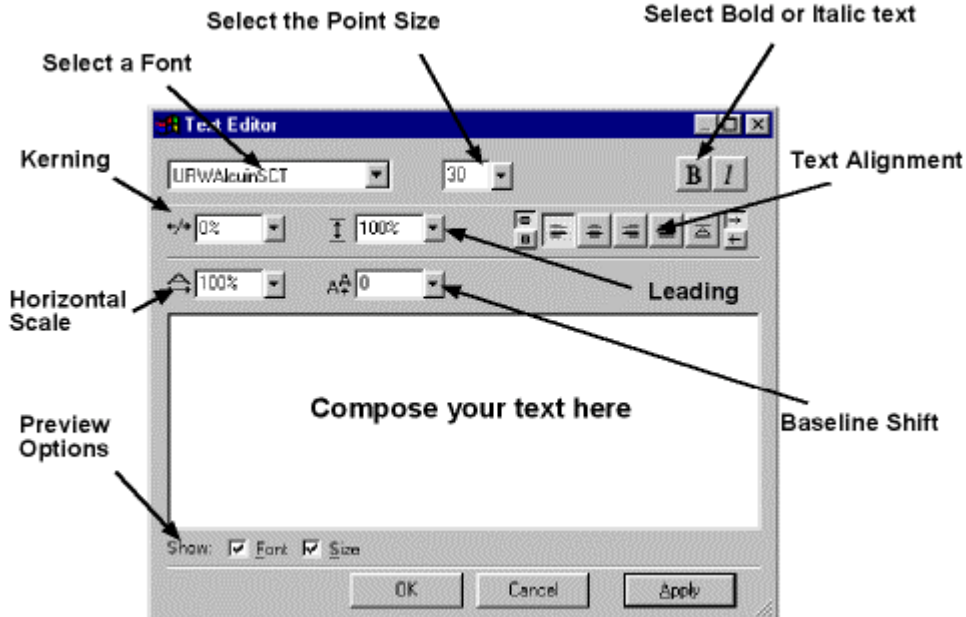 Select the Point Size
Select Bold or Italic text
Select a Font
Text Editor
Kerning
URWAlcuinSCT
30
B I
Text Alignment
0%
100%
Horizontal
Scale
100%
AA 0
Leading
Compose your text here
Preview
Options
Baseline Shift
Show: Font Size
OK Cancel Apply